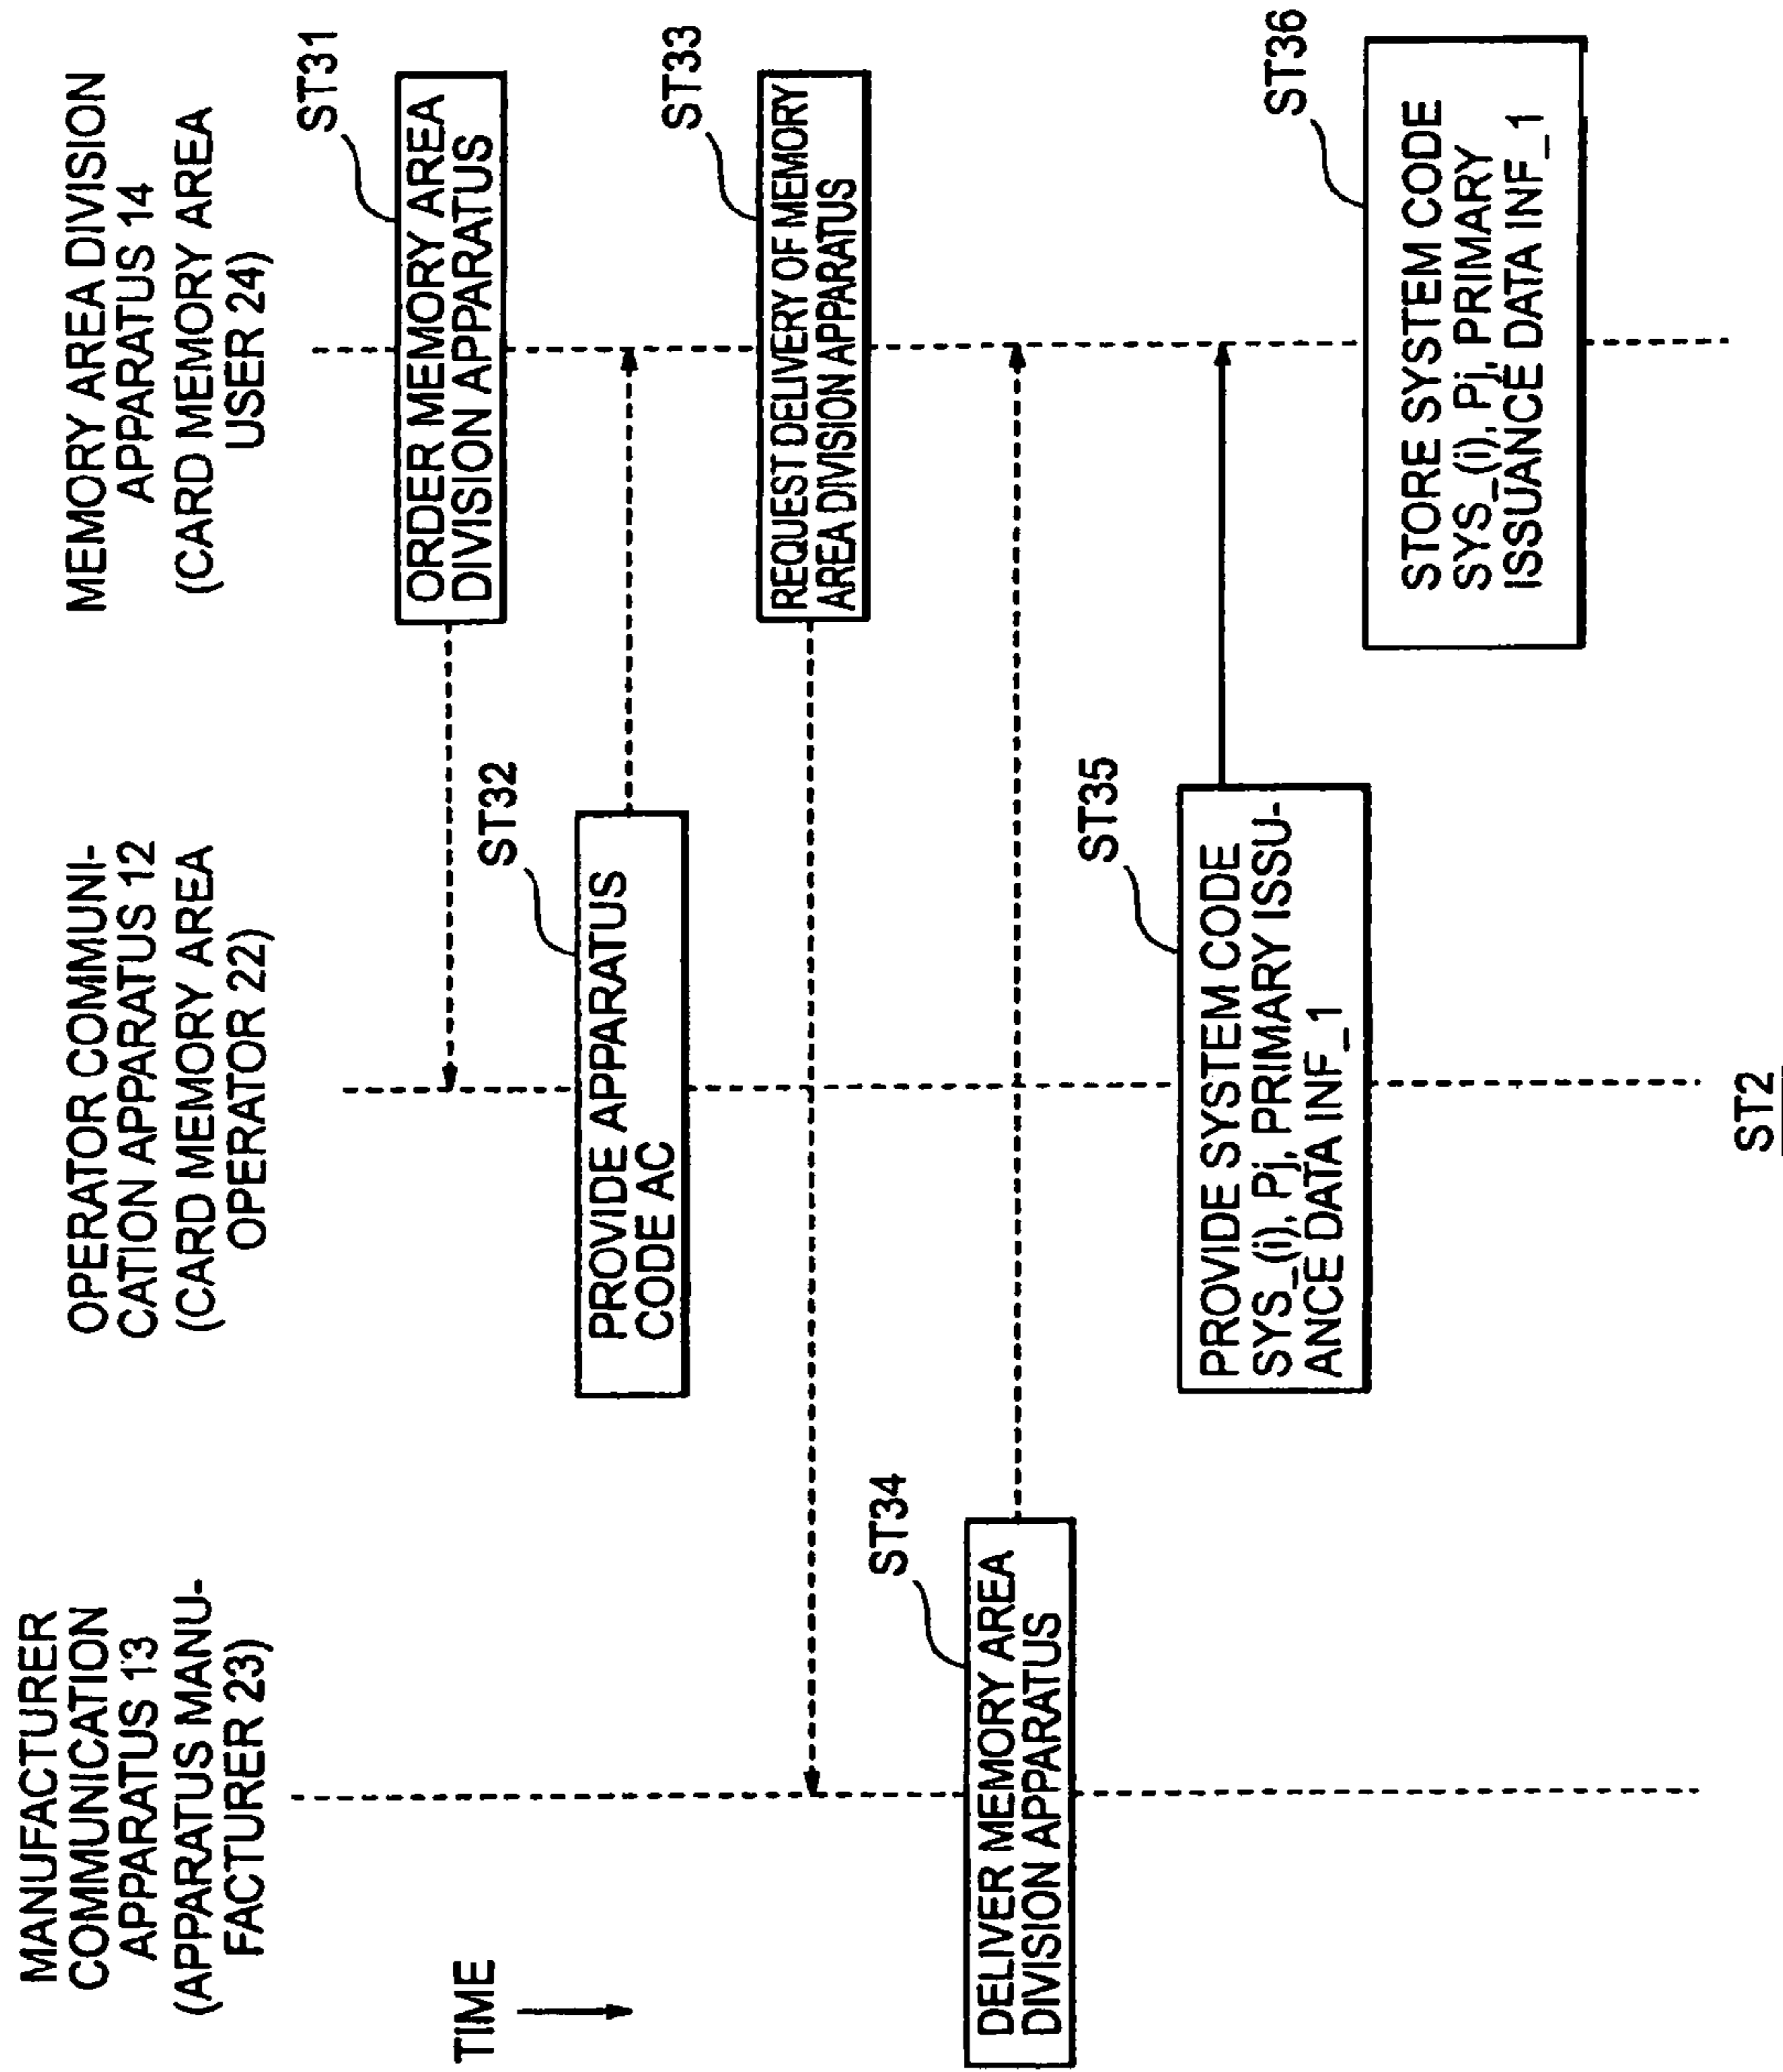 MANUFACTURER
COMMUNICATION
APPARATUS 13
(APPARATUS MANU-
FACTURER 23)
OPERATOR COMMUNI-
CATION APPARATUS 12
(CARD MEMORY AREA
OPERATOR 22)
MEMORY AREA DIVISION
APPARATUS 14
(CARD MEMORY AREA
USER 24)
TIME
ST31
ORDER MEMORY AREA
DIVISION APPARATUS
ST32
PROVIDE APPARATUS
CODE AC
ST33
REQUEST DELIVERY OF MEMORY
AREA DIVISION APPARATUS
ST34
DELIVER MEMORY AREA
DIVISION APPARATUS
ST35
PROVIDE SYSTEM CODE
SYS_(i), Pj, PRIMARY ISSU-
ANCE DATA INF_1
ST36
STORE SYSTEM CODE
SYS_(i), Pj, PRIMARY
ISSUANCE DATA INF_1
ST2